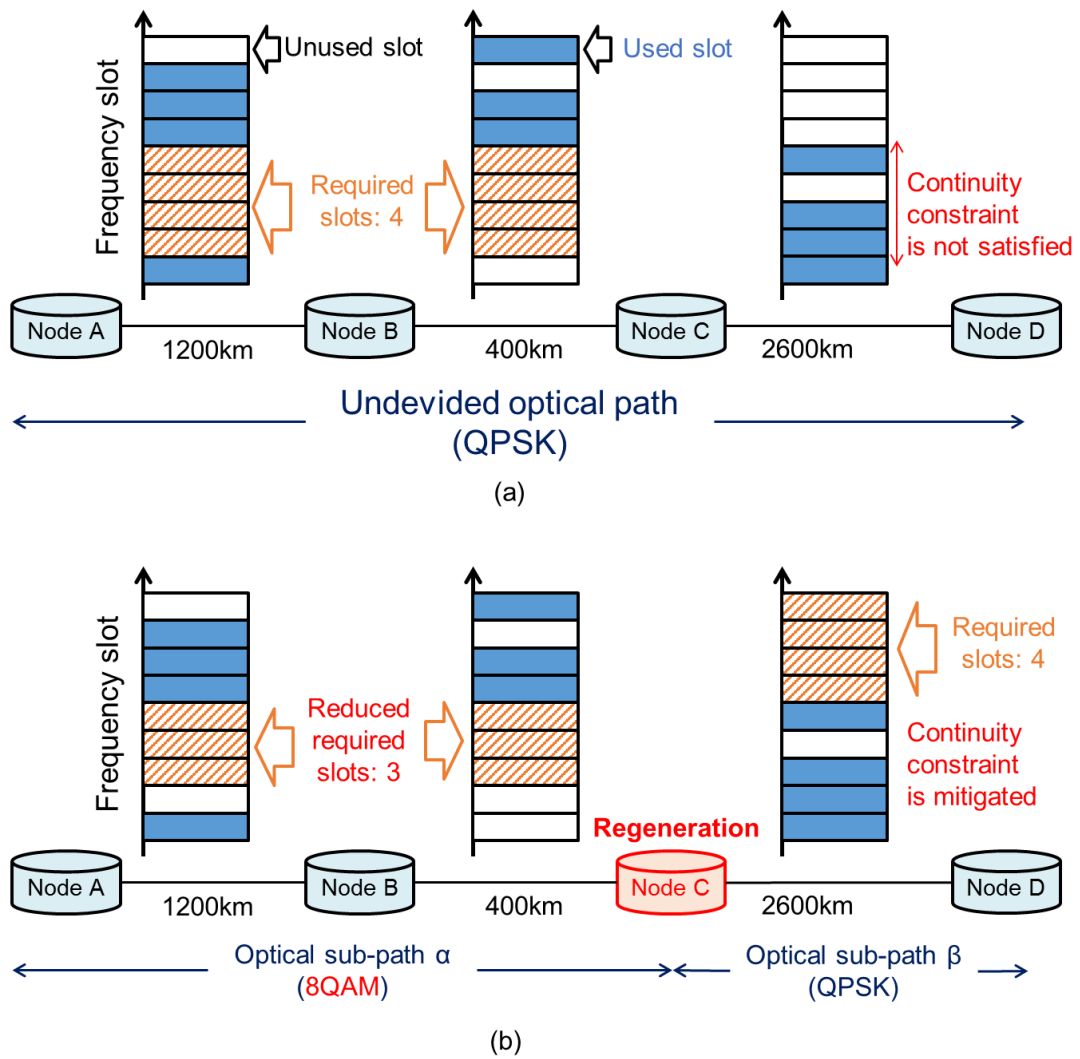 Unused slot
Used slot
Frequency slot
Required
slots: 4
Continuity
constraint
is not satisfied
Node A
Node B
Node C
Node D
1200km
400km
2600km
Undevided optical path
(QPSK)
(a)
Frequency slot
Reduced
required
slots: 3
Required
slots: 4
Continuity
constraint
is mitigated
Regeneration
Node A
Node B
Node C
Node D
1200km
400km
2600km
Optical sub-path α
(8QAM)
Optical sub-path β
(QPSK)
(b)